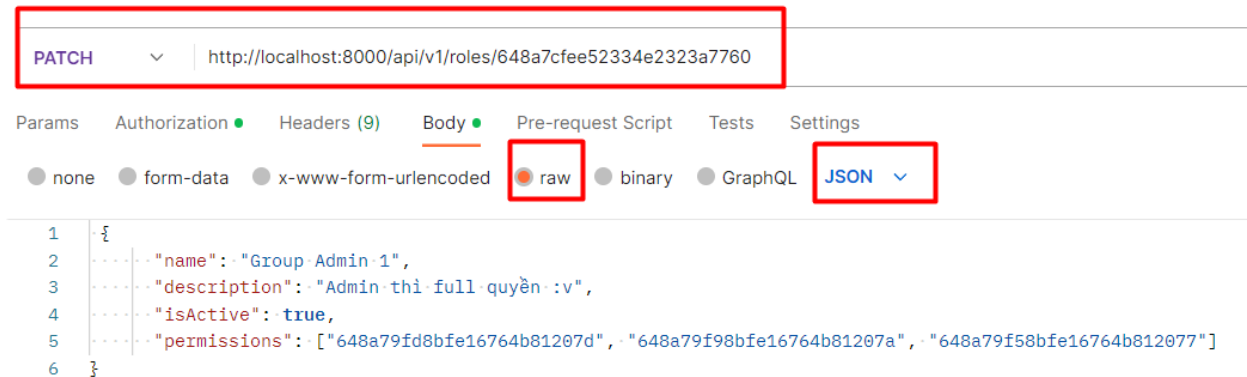 PATCH http://localhost:8000/api/v1/roles/648a7cfee52334e2323a7760
Params Authorization Headers (9) Body Pre-request Script Tests Settings
none form-data x-www-form-urlencoded raw binary GraphQL JSON
1 {
2 "name": "Group Admin 1",
3 "description": "Admin thì full quyền :v",
4 "isActive": true,
5 "permissions": ["648a79fd8bfe16764b81207d", "648a79f98bfe16764b81207a", "648a79f58bfe16764b812077"]
6 }